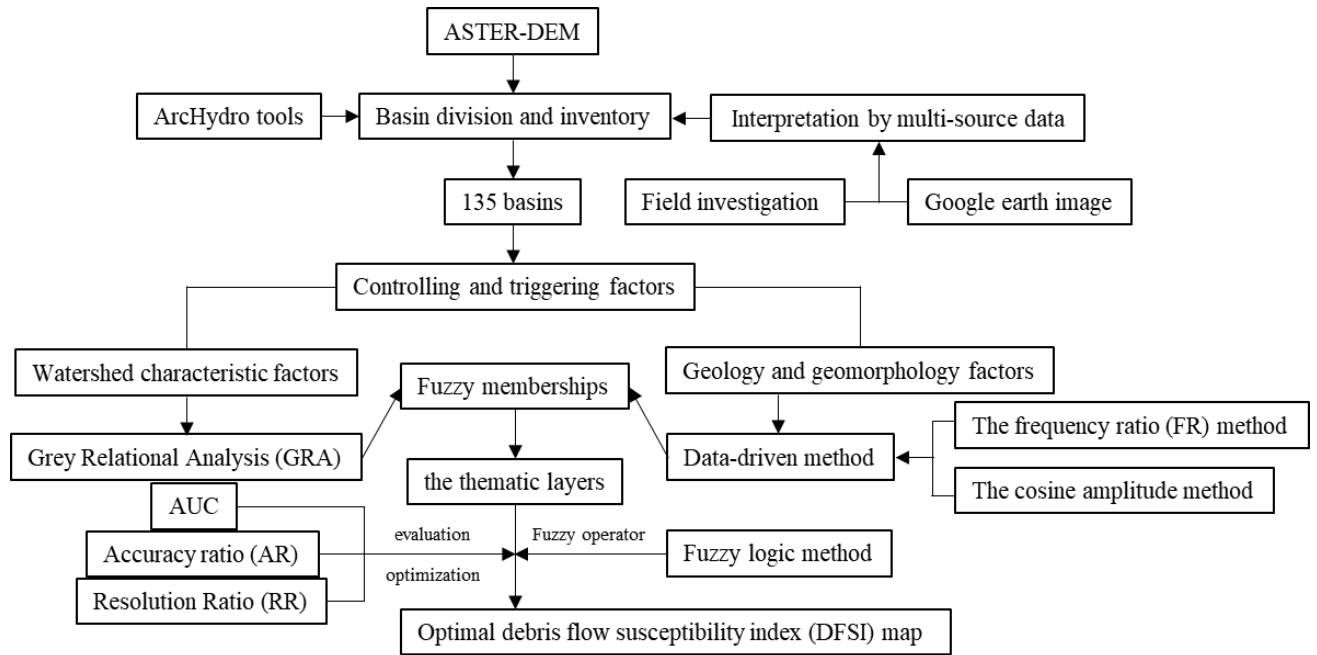 ASTER-DEM
ArcHydro tools
Basin division and inventory
Interpretation by multi-source data
135 basins
Field investigation
Google earth image
Controlling and triggering factors
Watershed characteristic factors
Fuzzy memberships
Geology and geomorphology factors
Grey Relational Analysis (GRA)
the thematic layers
Data-driven method
The frequency ratio (FR) method
The cosine amplitude method
AUC
Accuracy ratio (AR)
Resolution Ratio (RR)
evaluation
optimization
Fuzzy operator
Fuzzy logic method
Optimal debris flow susceptibility index (DFSI) map